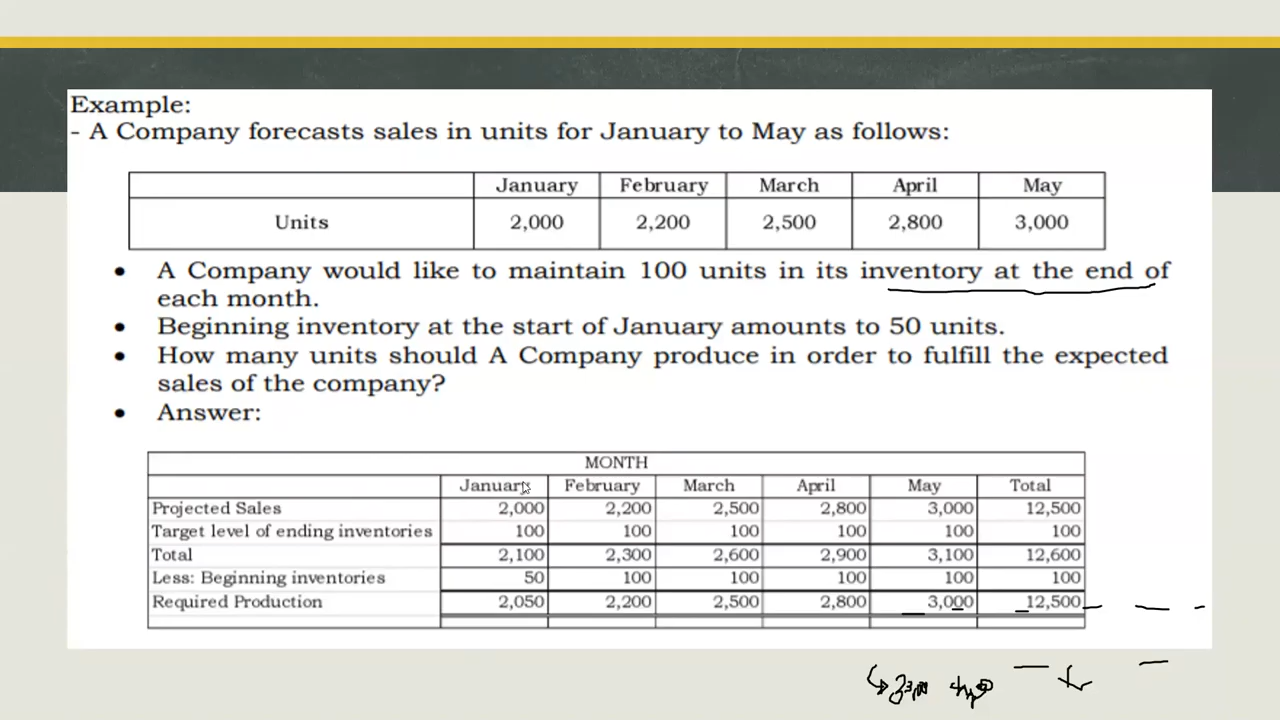 Example:
- A Company forecasts sales in units for January to May as follows:
January February March April May
Units 2,000 2,200 2,500 2,800 3,000
• A Company would like to maintain 100 units in its inventory at the end of
each month.
• Beginning inventory at the start of January amounts to 50 units.
• How many units should A Company produce in order to fulfill the expected
sales of the company?
• Answer:
MONTH
January February March April May Total
Projected Sales 2,000 2,200 2,500 2,800 3,000 12,500
Target level of ending inventories 100 100 100 100 100 100
Total 2,100 2,300 2,600 2,900 3,100 12,600
Less: Beginning inventories 50 100 100 100 100 100
Required Production 2,050 2,200 2,500 2,800 3,000 12,500